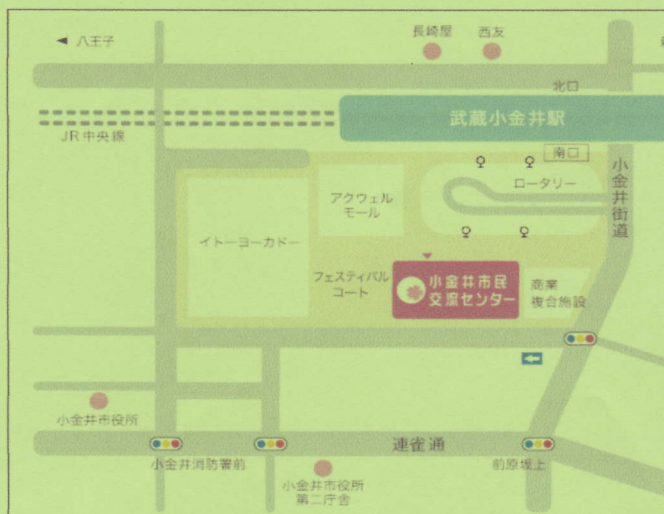 長崎屋
西友
八王子
北口
武蔵小金井駅
JR中央線
南口
ロータリー
小金井街道
アクウェル
モール
イトーヨーカドー
フェスティバル
コート
小金井市民
交流センター
商業
複合施設
小金井市役所
連雀通
小金井消防署前
前原坂上
小金井市役所
第二庁舎